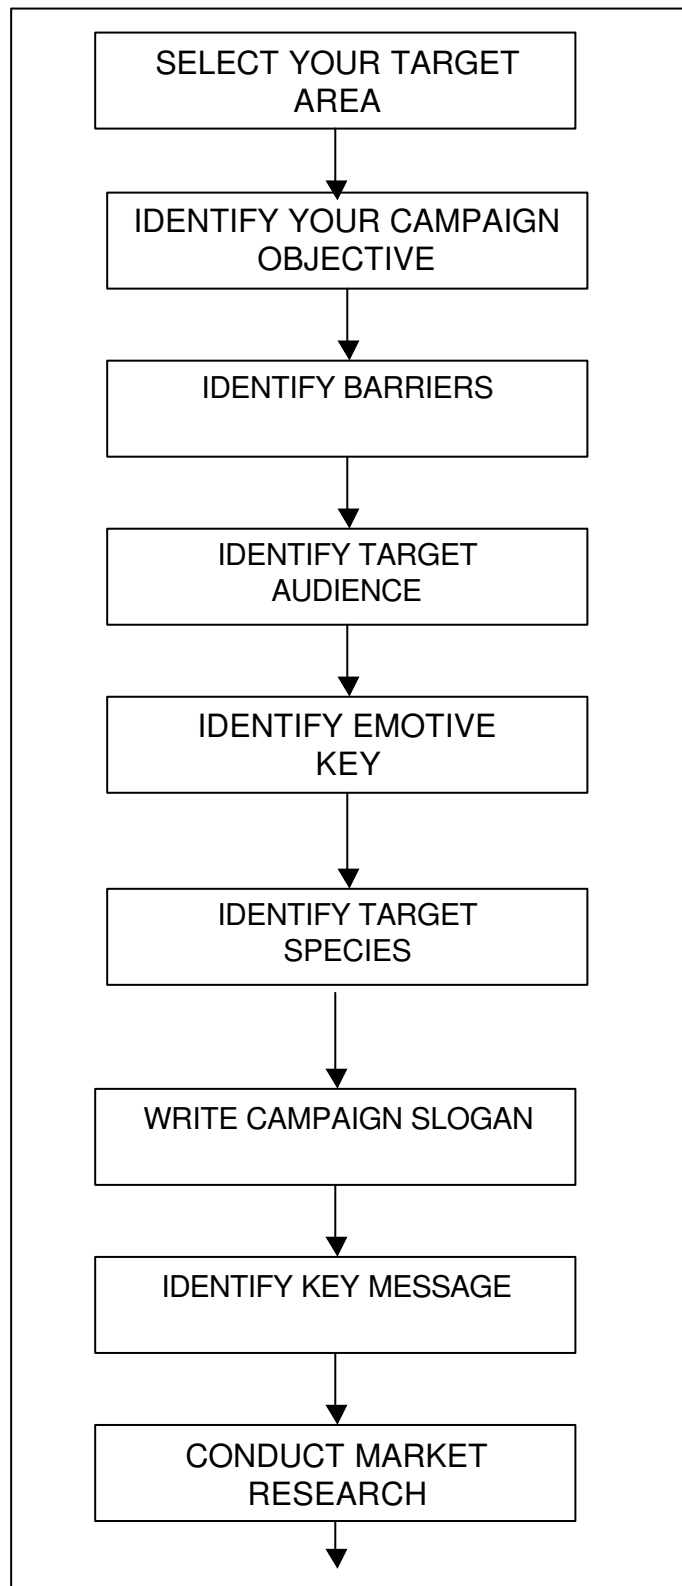 SELECT YOUR TARGET
AREA
IDENTIFY YOUR CAMPAIGN
OBJECTIVE
IDENTIFY BARRIERS
IDENTIFY TARGET
AUDIENCE
IDENTIFY EMOTIVE
KEY
IDENTIFY TARGET
SPECIES
WRITE CAMPAIGN SLOGAN
IDENTIFY KEY MESSAGE
CONDUCT MARKET
RESEARCH